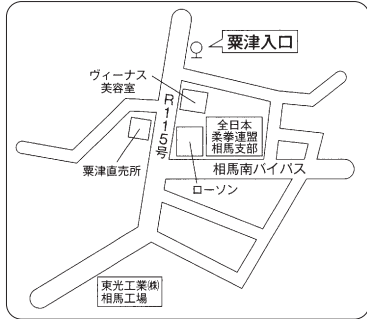 粟津入口
ヴィーナス
美容室
R115号
全日本
柔拳連盟
相馬支部
粟津直売所
相馬南バイパス
ローソン
東光工業㈱
相馬工場